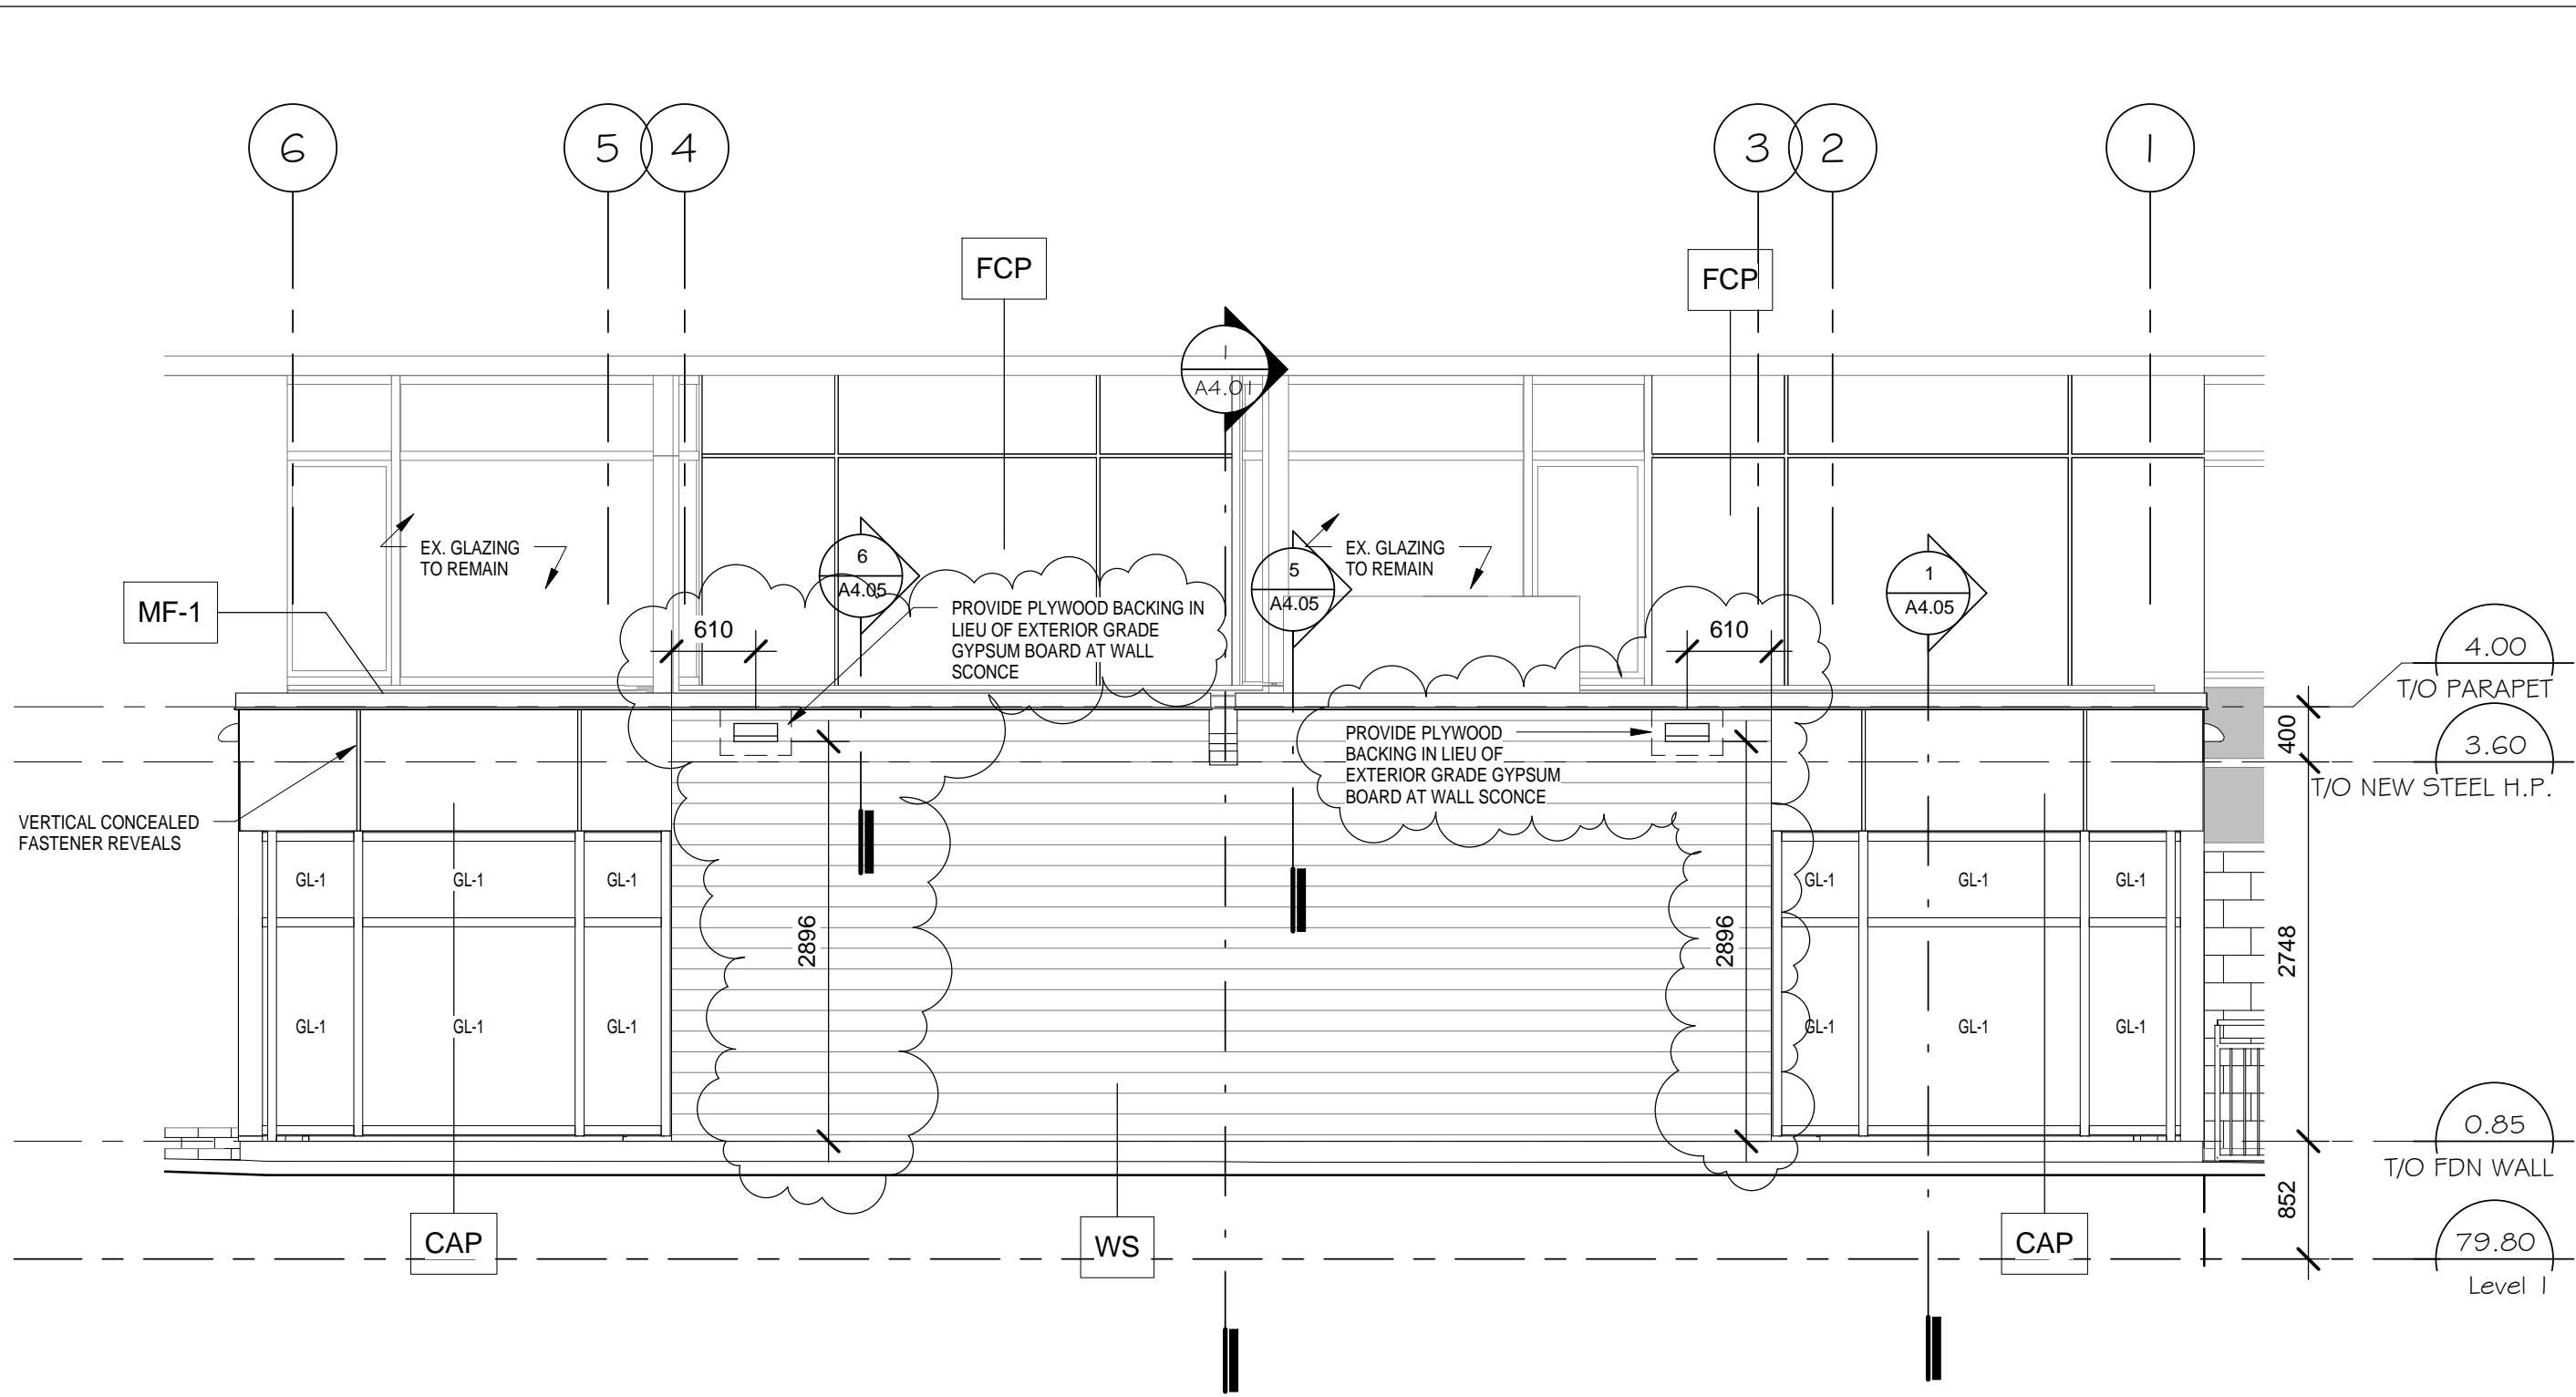 6
5
4
3
2
1
FCP
FCP
1
A4.01
EX. GLAZING
TO REMAIN
6
A4.05
5
A4.05
EX. GLAZING
TO REMAIN
1
A4.05
MF-1
610
PROVIDE PLYWOOD BACKING IN
LIEU OF EXTERIOR GRADE
GYPSUM BOARD AT WALL
SCONCE
610
4.00
T/O PARAPET
PROVIDE PLYWOOD
BACKING IN LIEU OF
EXTERIOR GRADE GYPSUM
BOARD AT WALL SCONCE
400
3.60
T/O NEW STEEL H.P.
VERTICAL CONCEALED
FASTENER REVEALS
GL-1
GL-1
GL-1
GL-1
GL-1
GL-1
2896
2896
2748
GL-1
GL-1
GL-1
GL-1
GL-1
GL-1
0.85
T/O FDN WALL
852
CAP
WS
CAP
79.80
Level 1